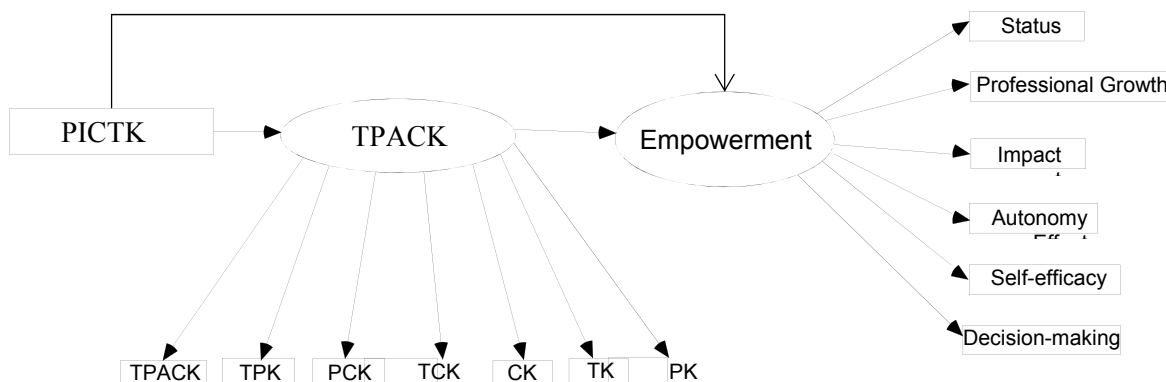 Status
Professional Growth
PICTK
TPACK
Empowerment
Impact
Autonomy
Self-efficacy
Decision-making
TPACK
TPK
PCK
TCK
CK
TK
PK